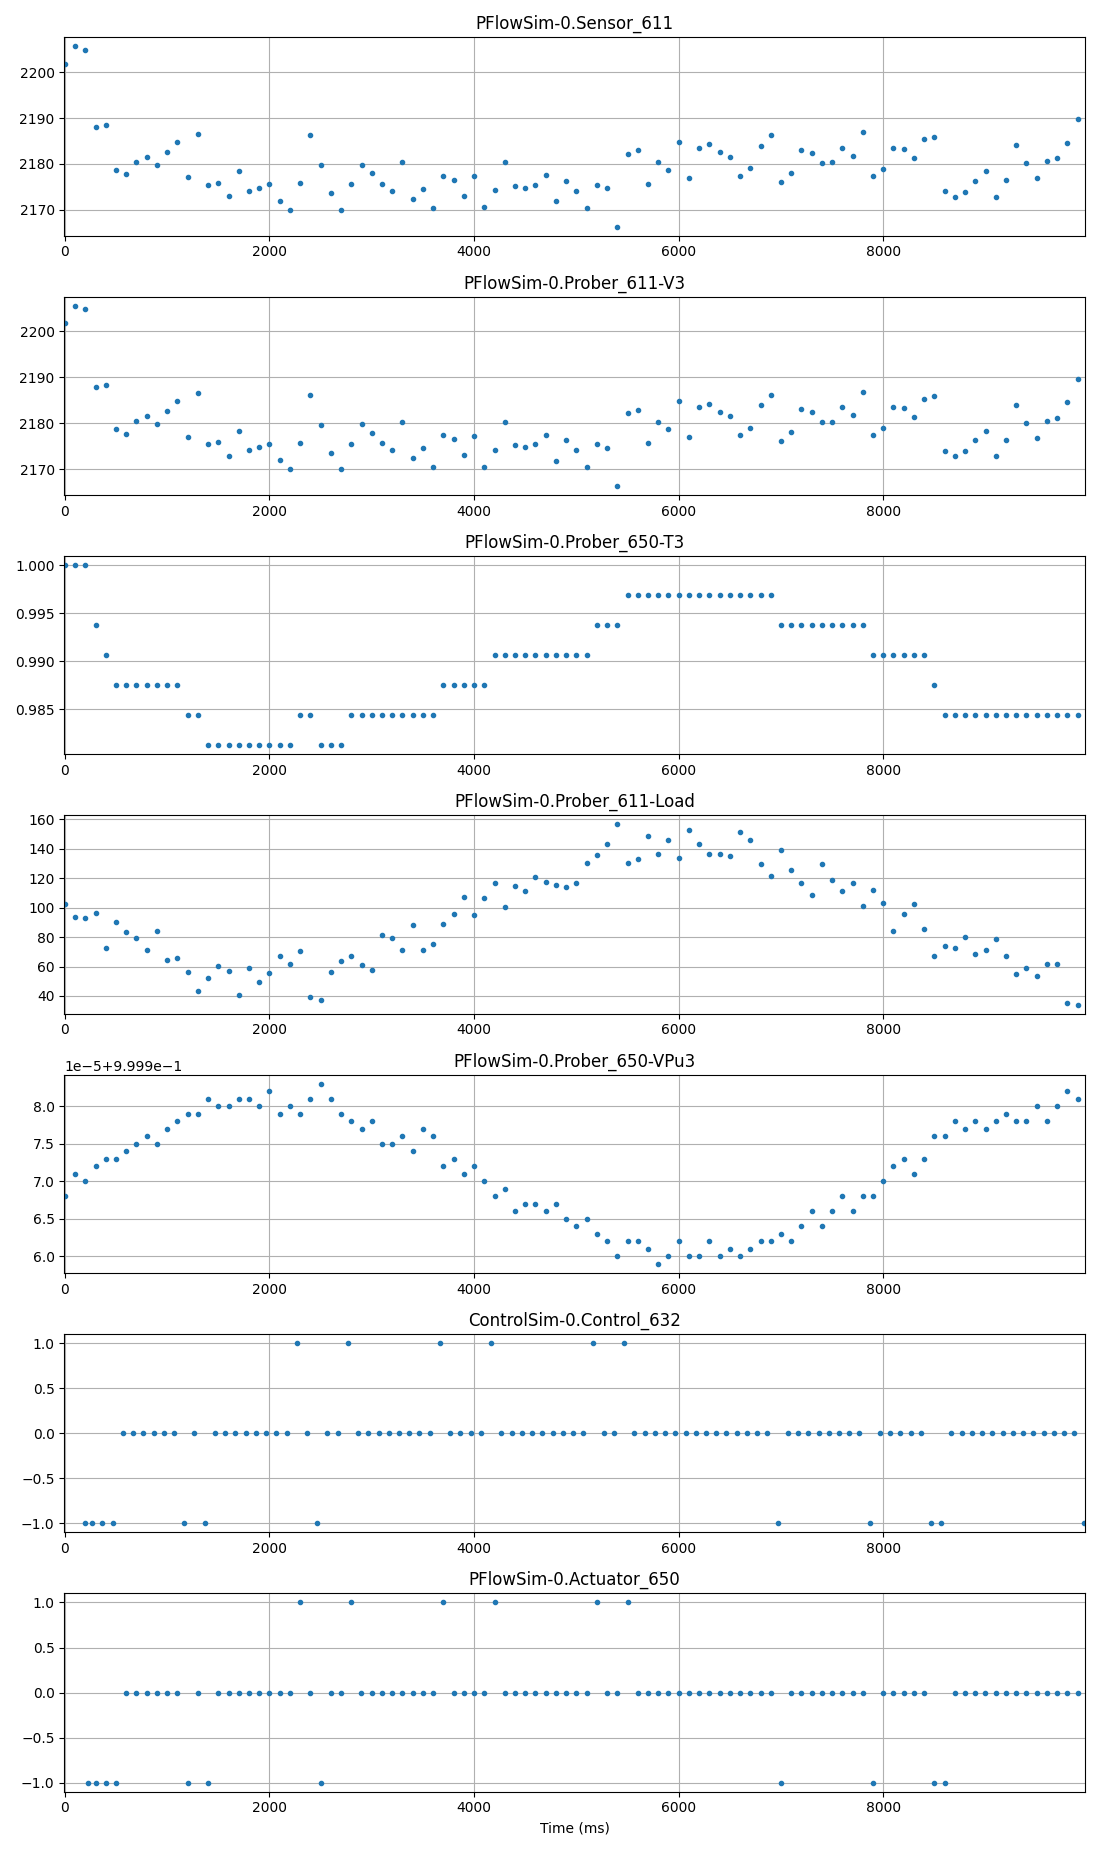 PFlowSim-0.Sensor_611
2200
2190
2180
2170
0 2000 4000 6000 8000
PFlowSim-0.Prober_611-V3
2200
2190
2180
2170
0 2000 4000 6000 8000
PFlowSim-0.Prober_650-T3
1.000
0.995
0.990
0.985
0 2000 4000 6000 8000
PFlowSim-0.Prober_611-Load
160
140
120
100
80
60
40
0 2000 4000 6000 8000
PFlowSim-0.Prober_650-VPu3
1e−5+9.999e−1
8.0
7.5
7.0
6.5
6.0
0 2000 4000 6000 8000
ControlSim-0.Control_632
1.0
0.5
0.0
−0.5
−1.0
0 2000 4000 6000 8000
PFlowSim-0.Actuator_650
1.0
0.5
0.0
−0.5
−1.0
0 2000 4000 6000 8000
Time (ms)